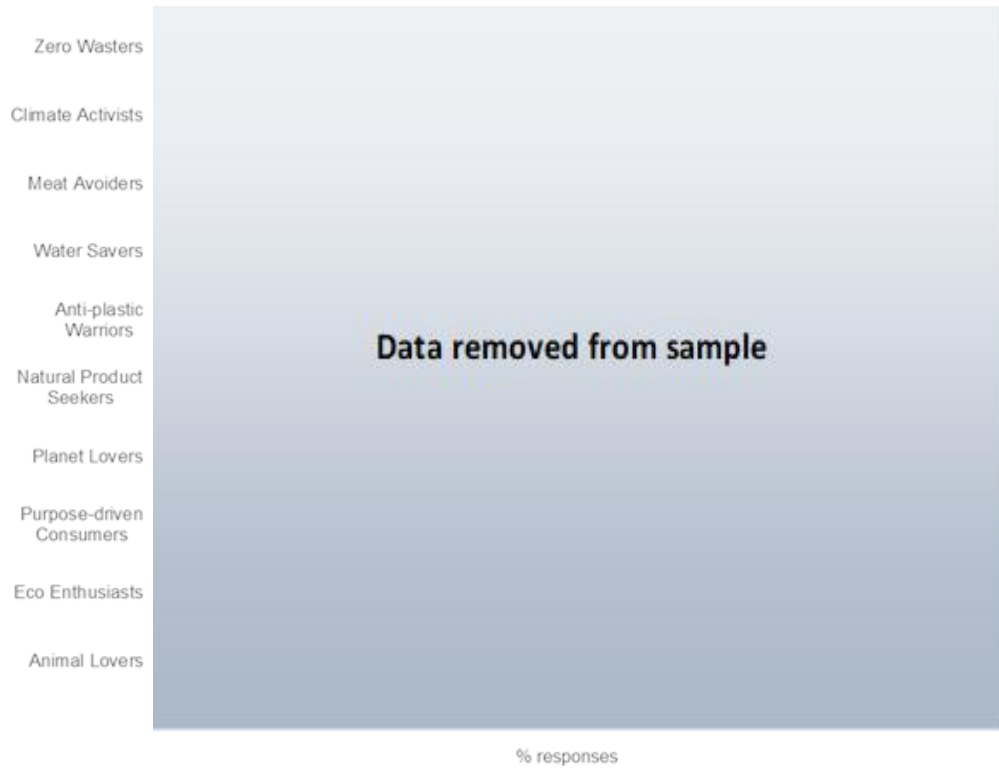 Zero Wasters
Climate Activists
Meat Avoiders
Water Savers
Anti-plastic
Warriors
Data removed from sample
Natural Product
Seekers
Planet Lovers
Purpose-driven
Consumers
Eco Enthusiasts
Animal Lovers
% responses